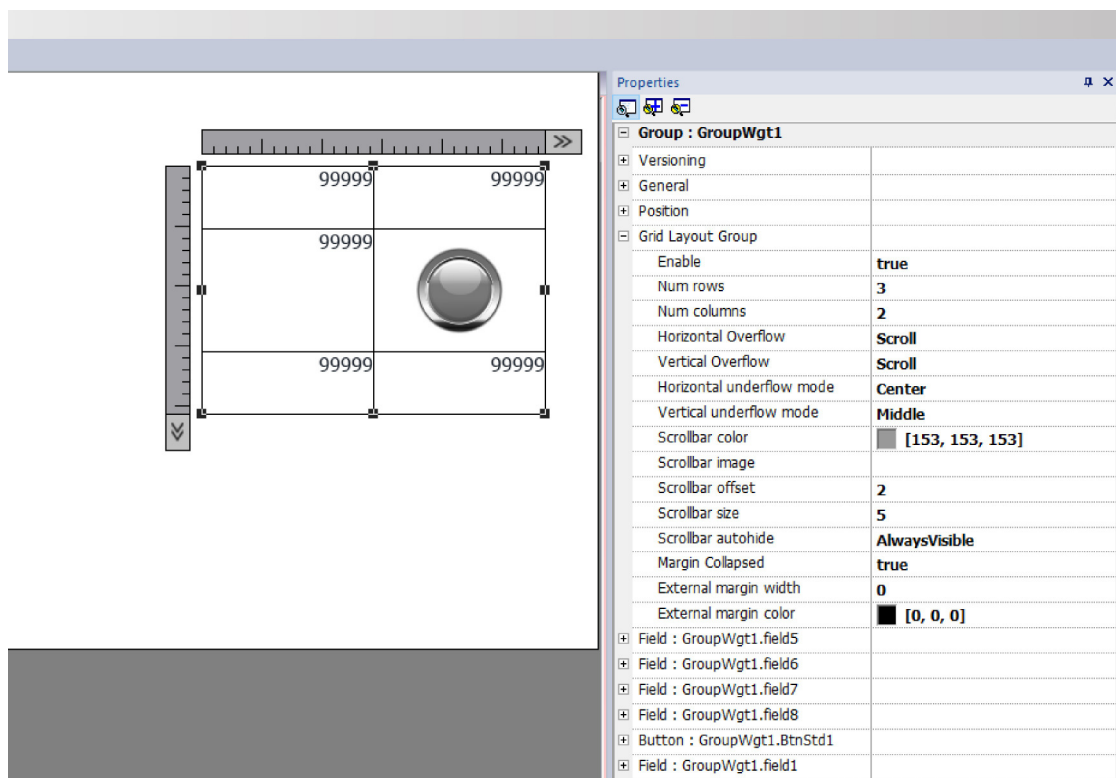 Properties
Group : GroupWgt1
Versioning
General
Position
Grid Layout Group
Enable true
Num rows 3
Num columns 2
Horizontal Overflow Scroll
Vertical Overflow Scroll
Horizontal underflow mode Center
Vertical underflow mode Middle
Scrollbar color [153, 153, 153]
Scrollbar image
Scrollbar offset 2
Scrollbar size 5
Scrollbar autohide AlwaysVisible
Margin Collapsed true
External margin width 0
External margin color [0, 0, 0]
Field : GroupWgt1.field5
Field : GroupWgt1.field6
Field : GroupWgt1.field7
Field : GroupWgt1.field8
Button : GroupWgt1.BtnStd1
Field : GroupWgt1.field1
99999 99999
99999
99999 99999